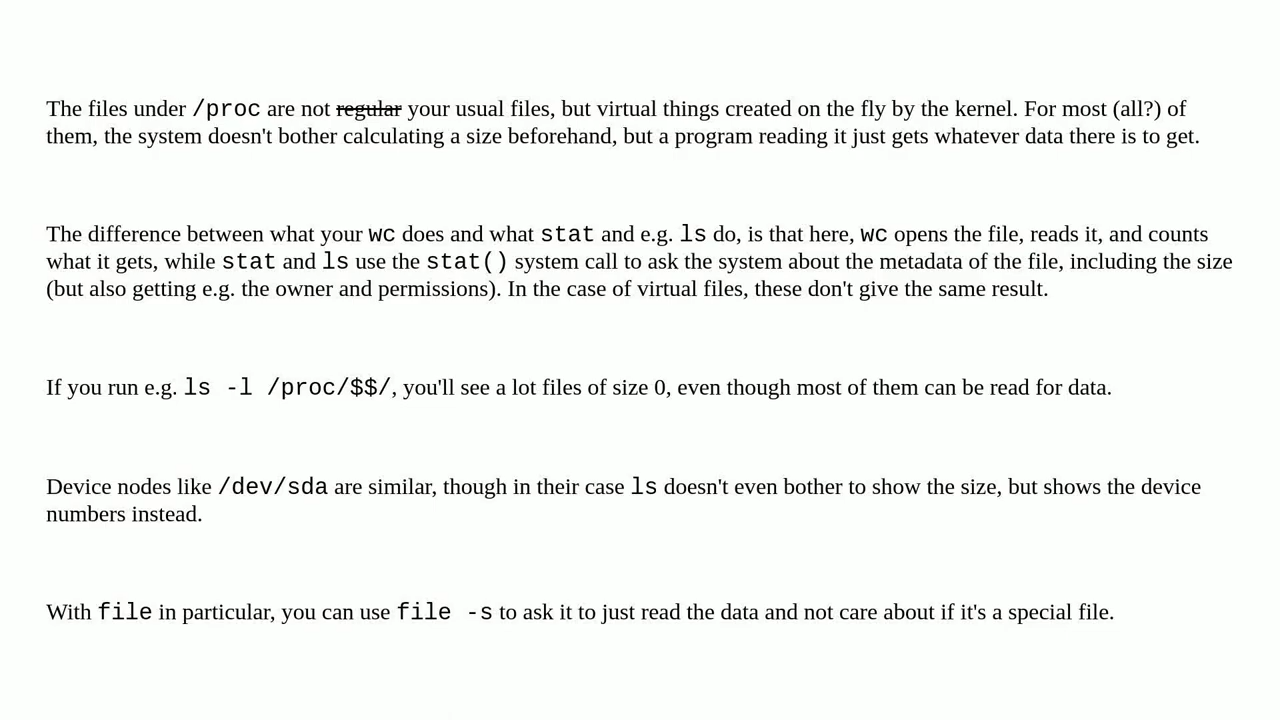 The files under /proc are not regular your usual files, but virtual things created on the fly by the kernel. For most (all?) of
them, the system doesn't bother calculating a size beforehand, but a program reading it just gets whatever data there is to get.
The difference between what your wc does and what stat and e.g. ls do, is that here, wc opens the file, reads it, and counts
what it gets, while stat and ls use the stat() system call to ask the system about the metadata of the file, including the size
(but also getting e.g. the owner and permissions). In the case of virtual files, these don't give the same result.
If you run e.g. ls -l /proc/$$/, you'll see a lot files of size 0, even though most of them can be read for data.
Device nodes like /dev/sda are similar, though in their case ls doesn't even bother to show the size, but shows the device
numbers instead.
With file in particular, you can use file -s to ask it to just read the data and not care about if it's a special file.